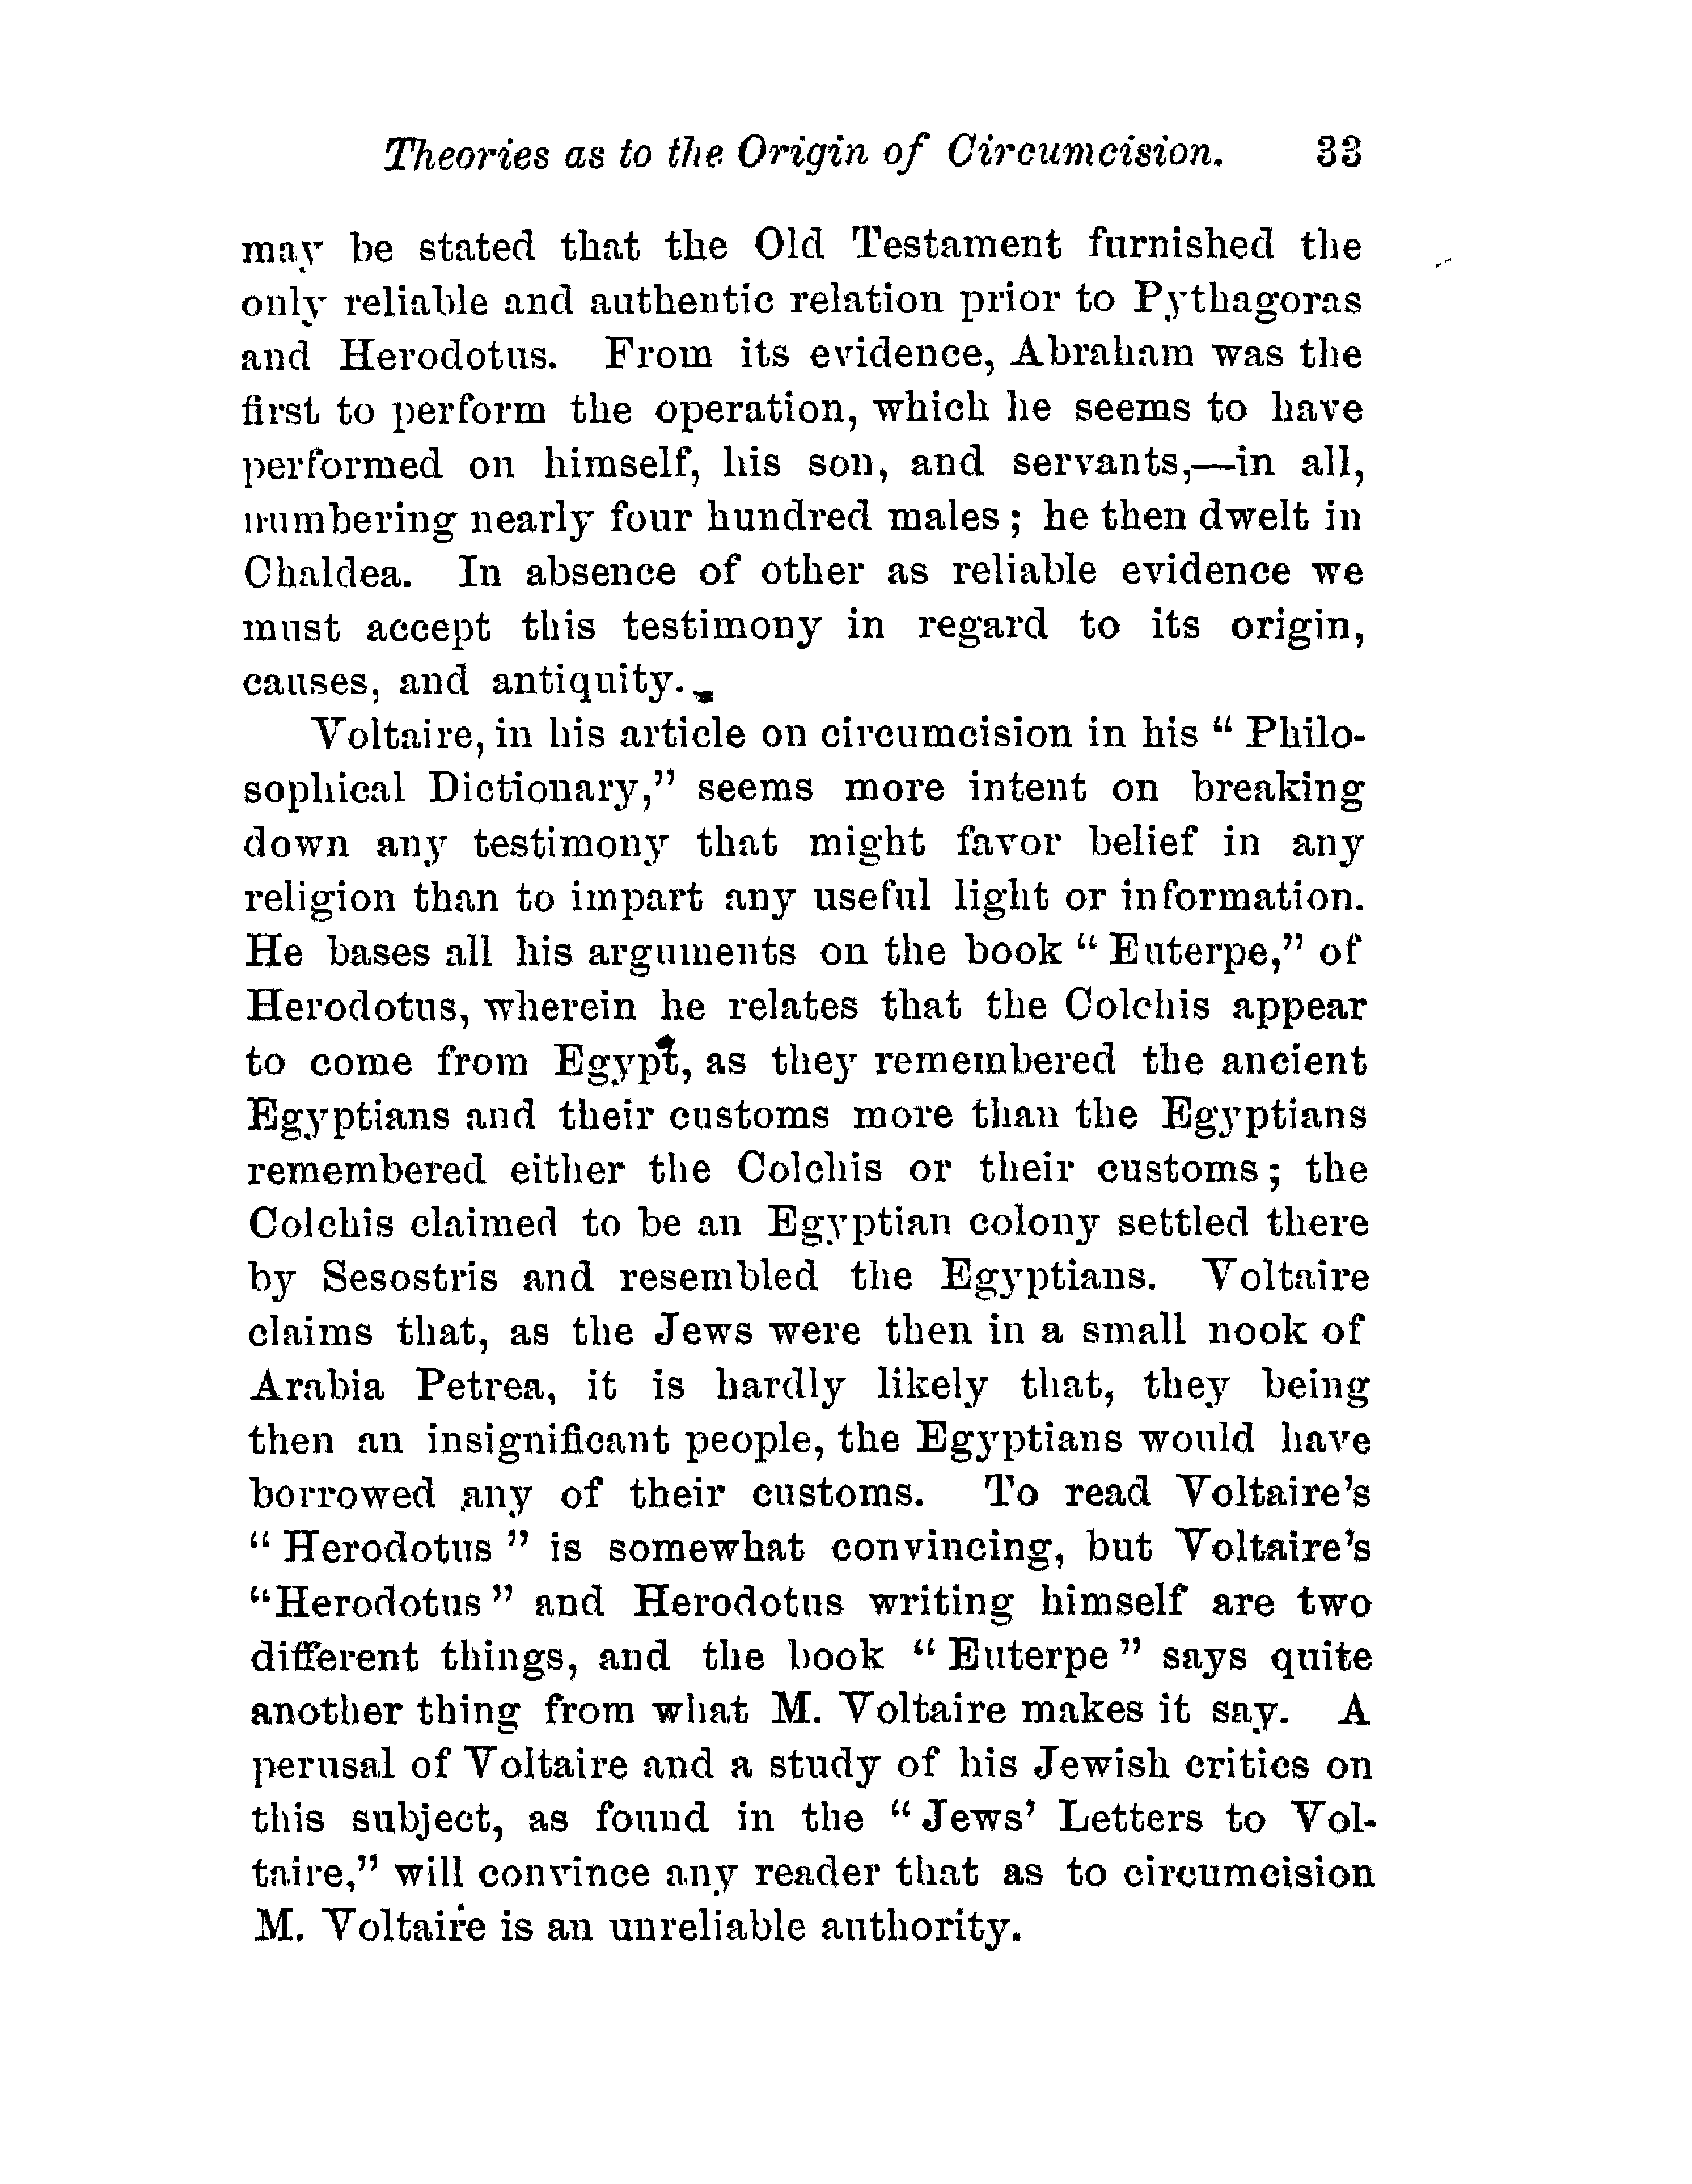 Theories as to the Origin of Circumcision. 33
may be stated that the Old Testament furnished the
only reliable and authentic relation prior to Pythagoras
and Herodotus. From its evidence, Abraham was the
first to perform the operation, which he seems to have
performed on himself, his son, and servants,—in all,
numbering nearly four hundred males; he then dwelt in
Chaldea. In absence of other as reliable evidence we
must accept this testimony in regard to its origin,
causes, and antiquity.
Voltaire, in his article on circumcision in his "Philo-
sophical Dictionary," seems more intent on breaking
down any testimony that might favor belief in any
religion than to impart any useful light or information.
He bases all his arguments on the book "Euterpe," of
Herodotus, wherein he relates that the Colchis appear
to come from Egypt, as they remembered the ancient
Egyptians and their customs more than the Egyptians
remembered either the Colchis or their customs; the
Colchis claimed to be an Egyptian colony settled there
by Sesostris and resembled the Egyptians. Voltaire
claims that, as the Jews were then in a small nook of
Arabia Petrea, it is hardly likely that, they being
then an insignificant people, the Egyptians would have
borrowed any of their customs. To read Voltaire's
"Herodotus" is somewhat convincing, but Voltaire's
"Herodotus" and Herodotus writing himself are two
different things, and the book "Euterpe" says quite
another thing from what M. Voltaire makes it say. A
perusal of Voltaire and a study of his Jewish critics on
this subject, as found in the "Jews' Letters to Vol-
taire," will convince any reader that as to circumcision
M. Voltaire is an unreliable authority.